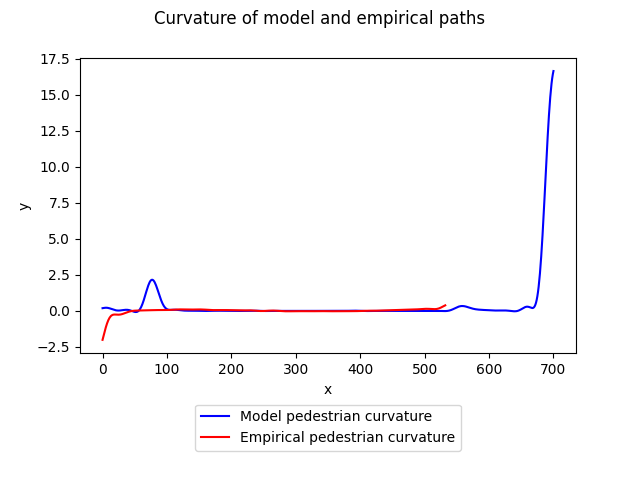 Curvature of model and empirical paths
17.5
15.0
12.5
10.0
7.5
5.0
2.5
0.0
−2.5
y
0 100 200 300 400 500 600 700
x
Model pedestrian curvature
Empirical pedestrian curvature